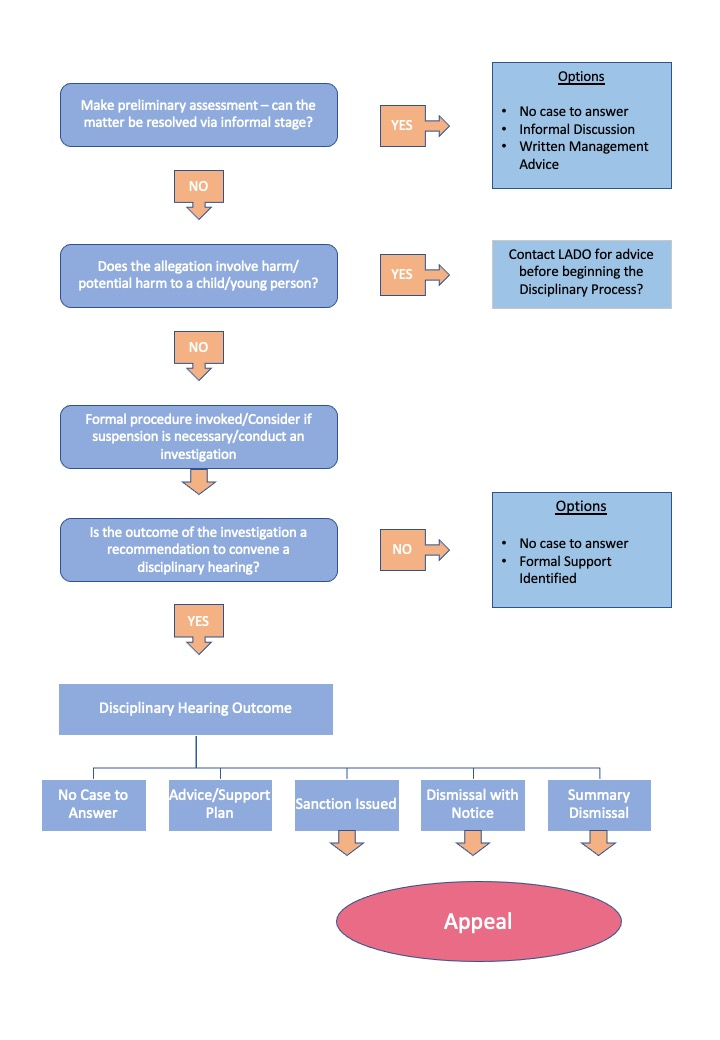 Make preliminary assessment – can the
matter be resolved via informal stage?
YES
Options
• No case to answer
• Informal Discussion
• Written Management
Advice
NO
Does the allegation involve harm/
potential harm to a child/young person?
YES
Contact LADO for advice
before beginning the
Disciplinary Process?
NO
Formal procedure invoked/Consider if
suspension is necessary/conduct an
investigation
Is the outcome of the investigation a
recommendation to convene a
disciplinary hearing?
NO
Options
• No case to answer
• Formal Support
Identified
YES
Disciplinary Hearing Outcome
No Case to
Answer
Advice/Support
Plan
Sanction Issued
Dismissal with
Notice
Summary
Dismissal
Appeal